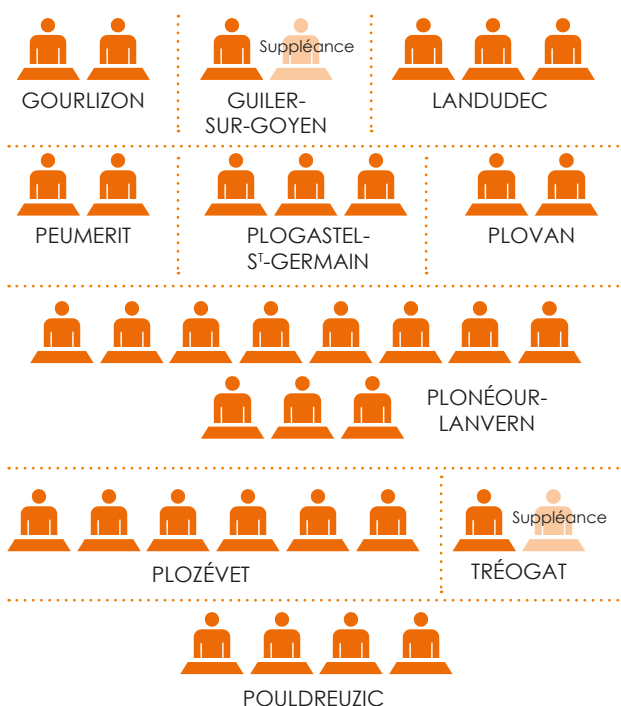 Suppléance
GOURLIZON
GUILER-
SUR-GOYEN
LANDUDEC
PEUMERIT
PLOGASTEL-
ST-GERMAIN
PLOVAN
PLONÉOUR-
LANVERN
PLOZÉVET
Suppléance
TRÉOGAT
POULDREUZIC